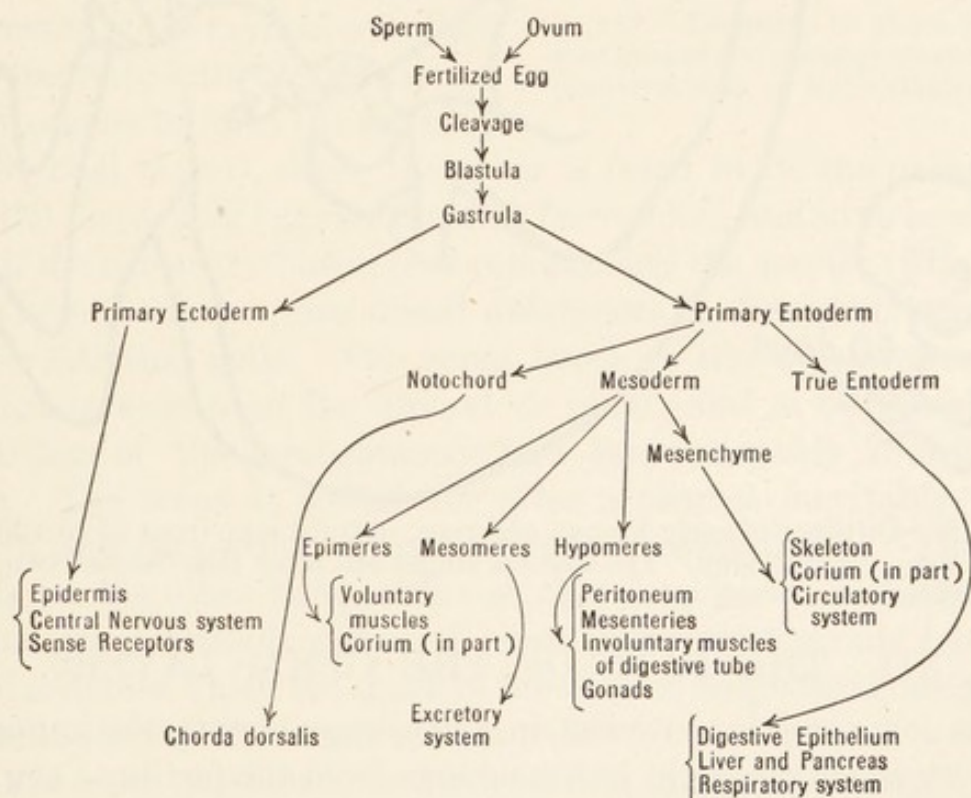 Sperm Ovum
Fertilized Egg
Cleavage
Blastula
Gastrula
Primary Ectoderm Primary Entoderm
Notochord Mesoderm True Entoderm
Mesenchyme
Epimeres Mesomeres Hypomeres
Epidermis
Central Nervous system
Sense Receptors
Voluntary
muscles
Corium (in part)
Peritoneum
Mesenteries
Involuntary muscles
of digestive tube
Gonads
Skeleton
Corium (in part)
Circulatory
system
Chorda dorsalis
Excretory
system
Digestive Epithelium
Liver and Pancreas
Respiratory system